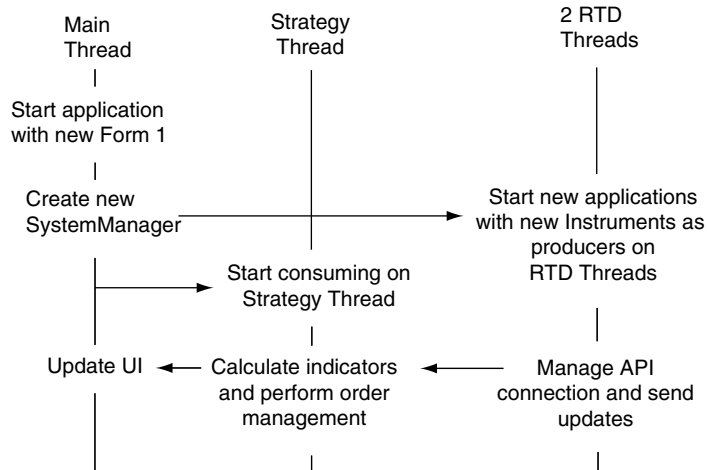 Main
Thread
Strategy
Thread
2 RTD
Threads
Start application
with new Form 1
Create new
SystemManager
Start new applications
with new Instruments as
producers on
RTD Threads
Start consuming on
Strategy Thread
Update UI
Calculate indicators
and perform order
management
Manage API
connection and send
updates